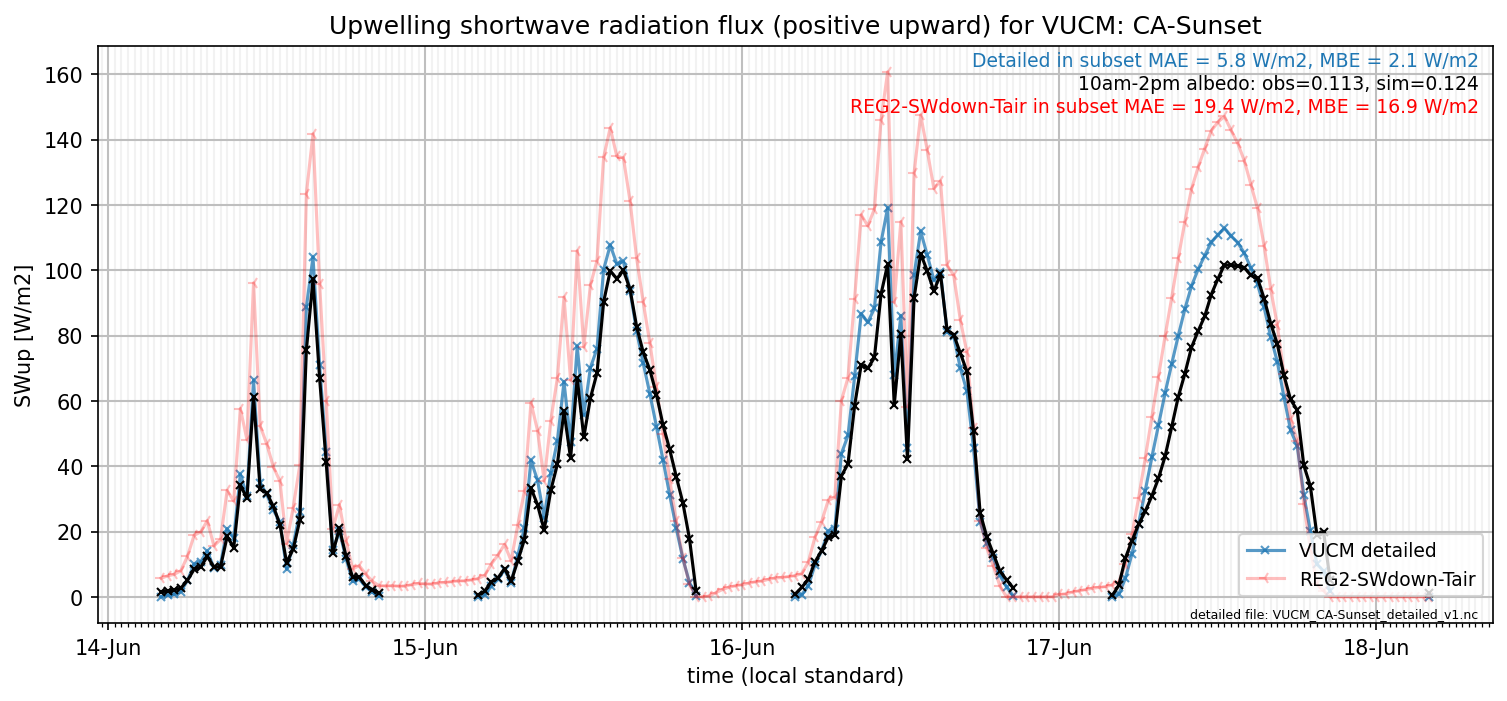 Upwelling shortwave radiation flux (positive upward) for VUCM: CA-Sunset
Detailed in subset MAE = 5.8 W/m2, MBE = 2.1 W/m2
10am-2pm albedo: obs=0.113, sim=0.124
REG2-SWdown-Tair in subset MAE = 19.4 W/m2, MBE = 16.9 W/m2
SWup [W/m2]
160
140
120
100
80
60
40
20
0
VUCM detailed
REG2-SWdown-Tair
detailed file: VUCM_CA-Sunset_detailed_v1.nc
14-Jun
15-Jun
16-Jun
17-Jun
18-Jun
time (local standard)